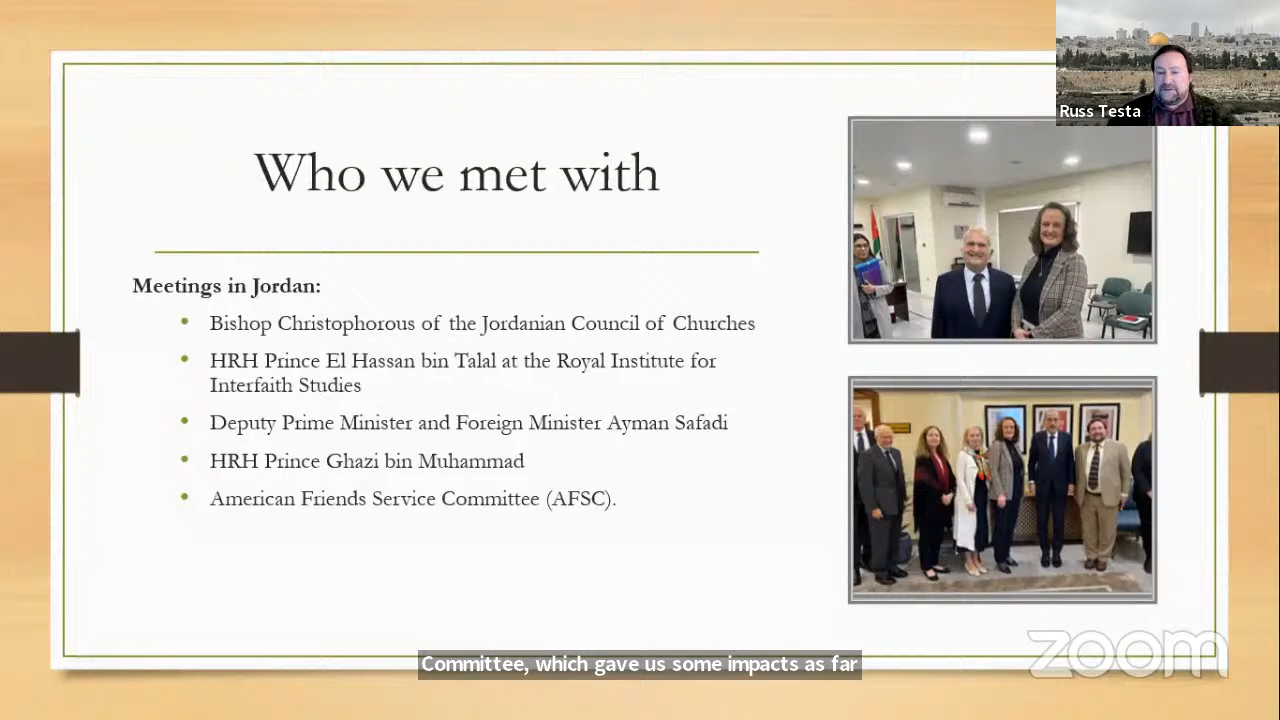 Russ Testa
Who we met with
Meetings in Jordan:
• Bishop Christophorous of the Jordanian Council of Churches
• HRH Prince El Hassan bin Talal at the Royal Institute for
Interfaith Studies
• Deputy Prime Minister and Foreign Minister Ayman Safadi
• HRH Prince Ghazi bin Muhammad
• American Friends Service Committee (AFSC).
zoom
Committee, which gave us some impacts as far